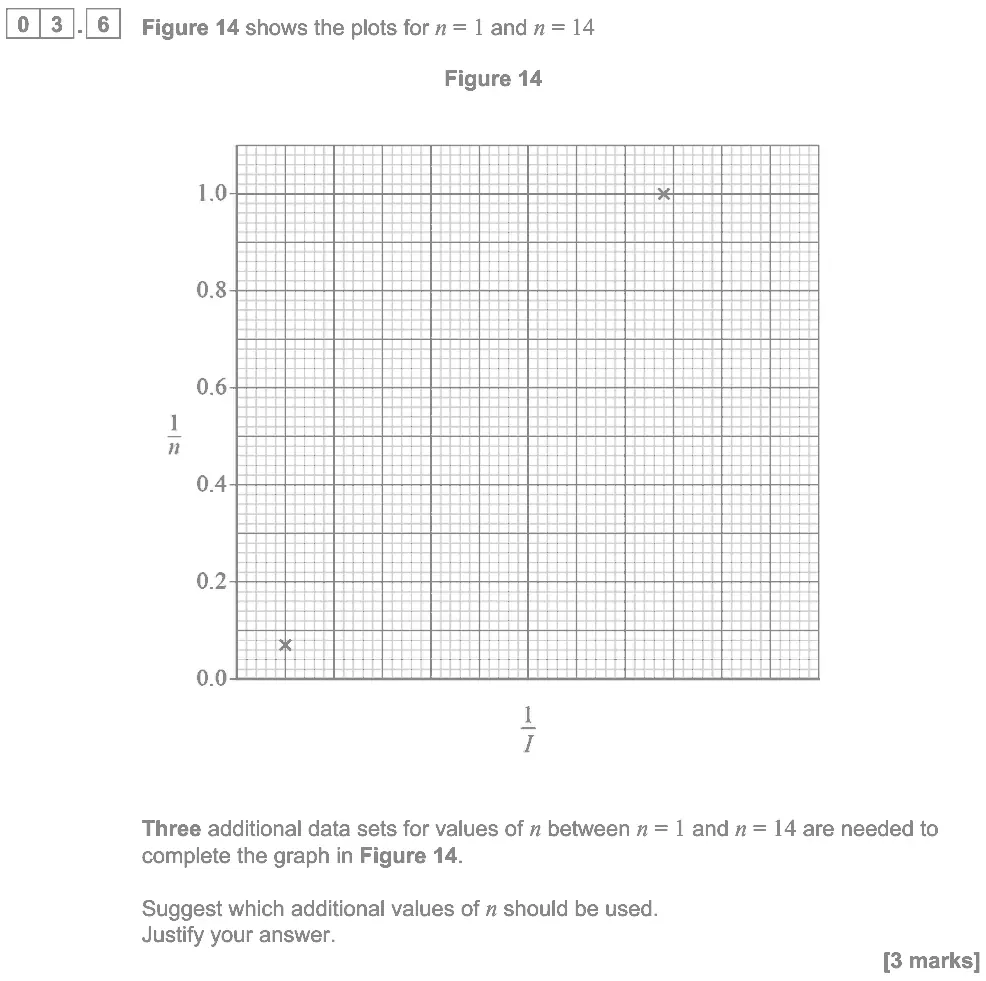 0 3 . 6 Figure 14 shows the plots for n = 1 and n = 14
Figure 14
1.0
0.8
0.6
1/n
0.4
0.2
0.0
1/I
Three additional data sets for values of n between n = 1 and n = 14 are needed to
complete the graph in Figure 14.
Suggest which additional values of n should be used.
Justify your answer.
[3 marks]